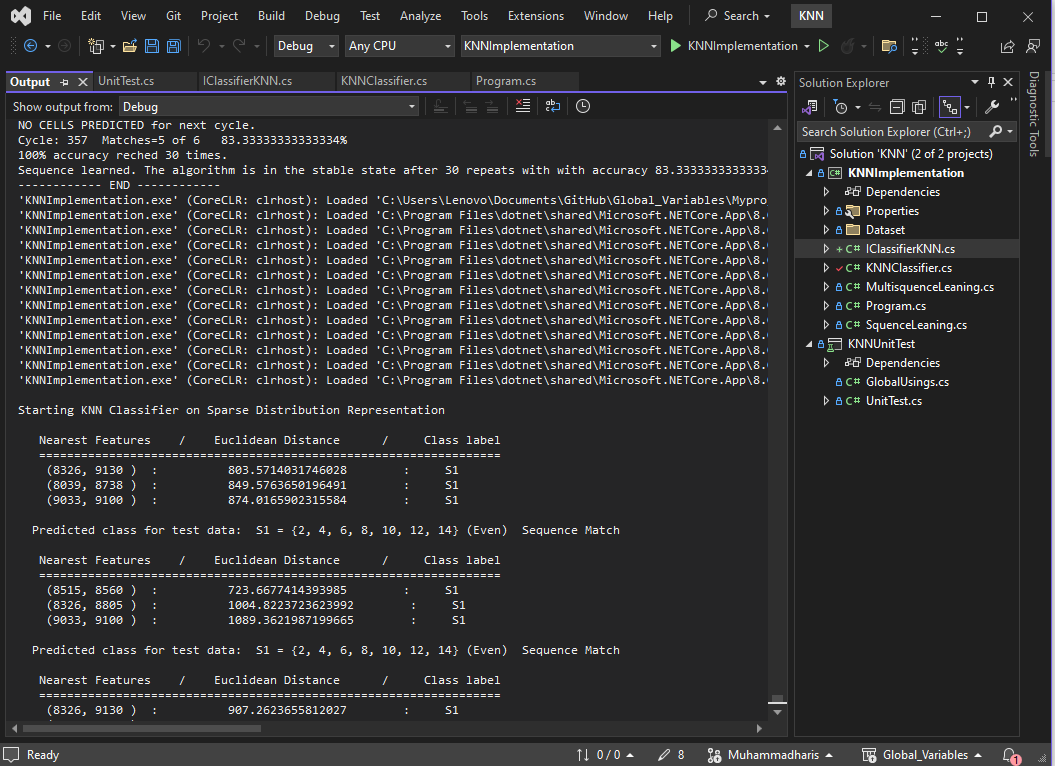 File Edit View Git Project Build Debug Test Analyze Tools Extensions Window Help Search KNN
Debug Any CPU KNNImplementation KNNImplementation
Output UnitTest.cs IClassifierKNN.cs KNNClassifier.cs Program.cs
Show output from: Debug
NO CELLS PREDICTED for next cycle.
Cycle: 357 Matches=5 of 6 83.33333333333334%
100% accuracy reched 30 times.
Sequence learned. The algorithm is in the stable state after 30 repeats with with accuracy 83.3333333333334
------------ END ------------
'KNNImplementation.exe' (CoreCLR: clrhost): Loaded 'C:\Users\Lenovo\Documents\GitHub\Global_Variables\Mypro
'KNNImplementation.exe' (CoreCLR: clrhost): Loaded 'C:\Program Files\dotnet\shared\Microsoft.NETCore.App\8.
'KNNImplementation.exe' (CoreCLR: clrhost): Loaded 'C:\Program Files\dotnet\shared\Microsoft.NETCore.App\8.
'KNNImplementation.exe' (CoreCLR: clrhost): Loaded 'C:\Program Files\dotnet\shared\Microsoft.NETCore.App\8.
'KNNImplementation.exe' (CoreCLR: clrhost): Loaded 'C:\Program Files\dotnet\shared\Microsoft.NETCore.App\8.
'KNNImplementation.exe' (CoreCLR: clrhost): Loaded 'C:\Program Files\dotnet\shared\Microsoft.NETCore.App\8.
'KNNImplementation.exe' (CoreCLR: clrhost): Loaded 'C:\Program Files\dotnet\shared\Microsoft.NETCore.App\8.
'KNNImplementation.exe' (CoreCLR: clrhost): Loaded 'C:\Program Files\dotnet\shared\Microsoft.NETCore.App\8.
'KNNImplementation.exe' (CoreCLR: clrhost): Loaded 'C:\Program Files\dotnet\shared\Microsoft.NETCore.App\8.
'KNNImplementation.exe' (CoreCLR: clrhost): Loaded 'C:\Program Files\dotnet\shared\Microsoft.NETCore.App\8.
'KNNImplementation.exe' (CoreCLR: clrhost): Loaded 'C:\Program Files\dotnet\shared\Microsoft.NETCore.App\8.
'KNNImplementation.exe' (CoreCLR: clrhost): Loaded 'C:\Program Files\dotnet\shared\Microsoft.NETCore.App\8.
'KNNImplementation.exe' (CoreCLR: clrhost): Loaded 'C:\Program Files\dotnet\shared\Microsoft.NETCore.App\8.
Starting KNN Classifier on Sparse Distribution Representation
Nearest Features / Euclidean Distance / Class label
==================================================================
(8326, 9130 ) : 803.5714031746028 : S1
(8039, 8738 ) : 849.5763650196491 : S1
(9033, 9100 ) : 874.0165902315584 : S1
Predicted class for test data: S1 = {2, 4, 6, 8, 10, 12, 14} (Even) Sequence Match
Nearest Features / Euclidean Distance / Class label
==================================================================
(8515, 8560 ) : 723.6677414393985 : S1
(8326, 8805 ) : 1004.8223723623992 : S1
(9033, 9100 ) : 1089.3621987199665 : S1
Predicted class for test data: S1 = {2, 4, 6, 8, 10, 12, 14} (Even) Sequence Match
Nearest Features / Euclidean Distance / Class label
==================================================================
(8326, 9130 ) : 907.2623655812027 : S1
Solution Explorer
Search Solution Explorer (Ctrl+;)
Solution 'KNN' (2 of 2 projects)
C# KNNImplementation
Dependencies
Properties
Dataset
+ C# IClassifierKNN.cs
C# KNNClassifier.cs
C# MultisquenceLeaning.cs
C# Program.cs
C# SquenceLeaning.cs
KNNUnitTest
Dependencies
C# GlobalUsings.cs
C# UnitTest.cs
Diagnostic Tools
Ready 0 / 0 8 Muhammadharis Global_Variables 1